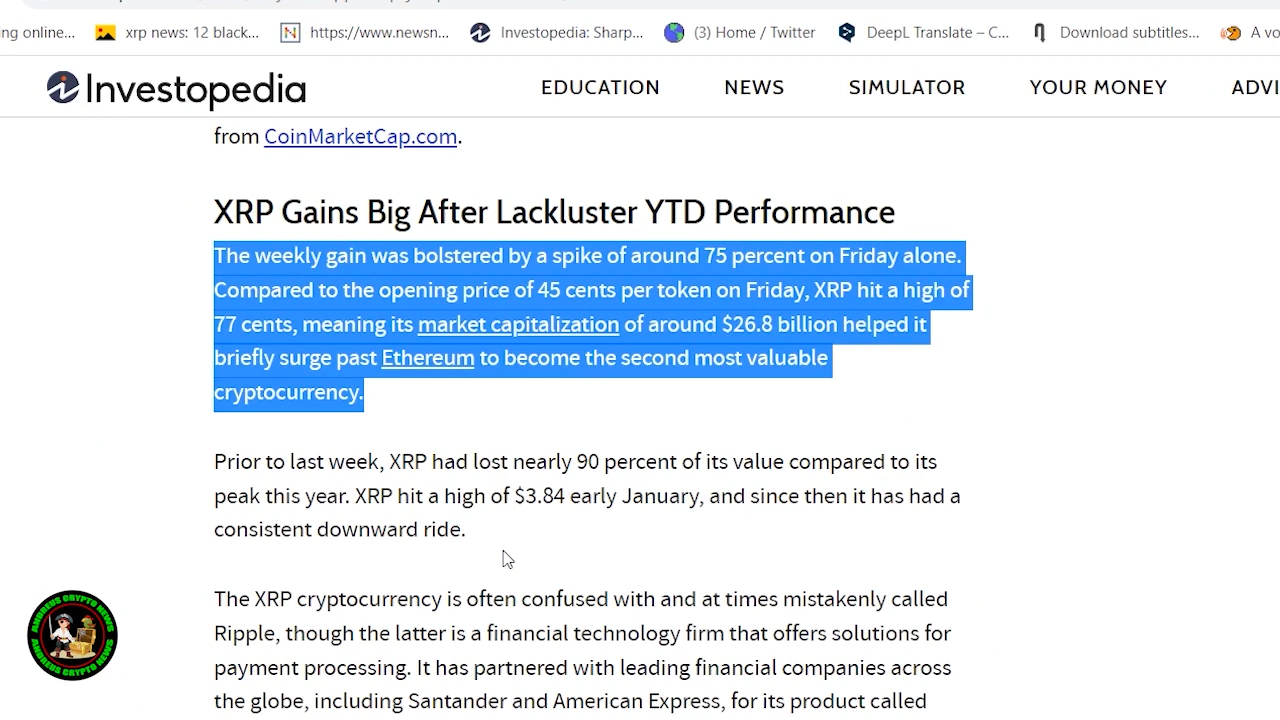 ng online...
xrp news: 12 black...
https://www.newsn...
Investopedia: Sharp...
(3) Home / Twitter
DeepL Translate – C...
Download subtitles...
A vo
Investopedia
EDUCATION
NEWS
SIMULATOR
YOUR MONEY
ADVI
from CoinMarketCap.com.
XRP Gains Big After Lackluster YTD Performance
The weekly gain was bolstered by a spike of around 75 percent on Friday alone.
Compared to the opening price of 45 cents per token on Friday, XRP hit a high of
77 cents, meaning its market capitalization of around $26.8 billion helped it
briefly surge past Ethereum to become the second most valuable
cryptocurrency.
Prior to last week, XRP had lost nearly 90 percent of its value compared to its
peak this year. XRP hit a high of $3.84 early January, and since then it has had a
consistent downward ride.
The XRP cryptocurrency is often confused with and at times mistakenly called
Ripple, though the latter is a financial technology firm that offers solutions for
payment processing. It has partnered with leading financial companies across
the globe, including Santander and American Express, for its product called
ANDREUS CRYPTO NEWS
ANDREUS CRYPTO NEWS